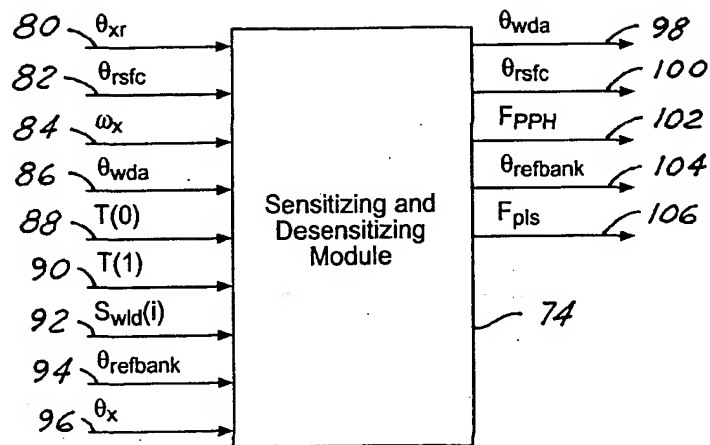 80 θxr
82 θrsfc
84 ωx
86 θwda
88 T(0)
90 T(1)
92 Swld(i)
94 θrefbank
96 θx
Sensitizing and
Desensitizing
Module
θwda 98
θrsfc 100
FPPH 102
θrefbank 104
Fpls 106
74